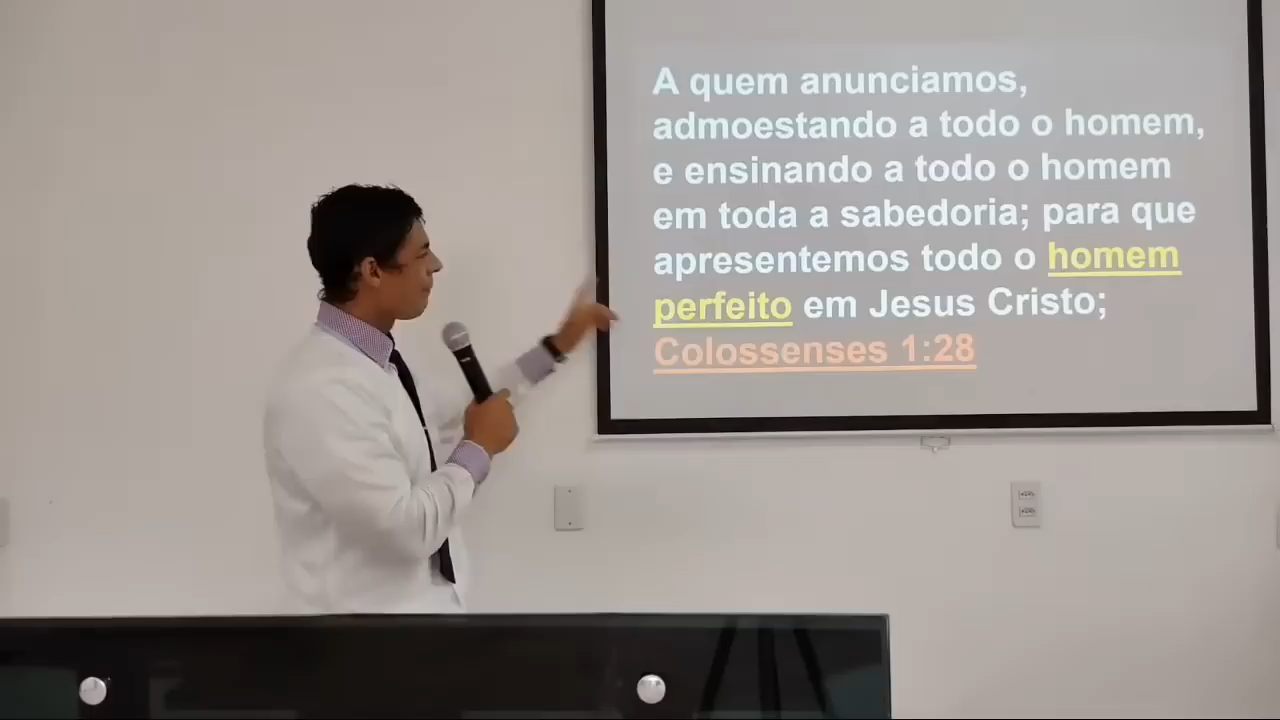 A quem anunciamos,
admoestando a todo o homem,
e ensinando a todo o homem
em toda a sabedoria; para que
apresentemos todo o homem
perfeito em Jesus Cristo;
Colossenses 1:28